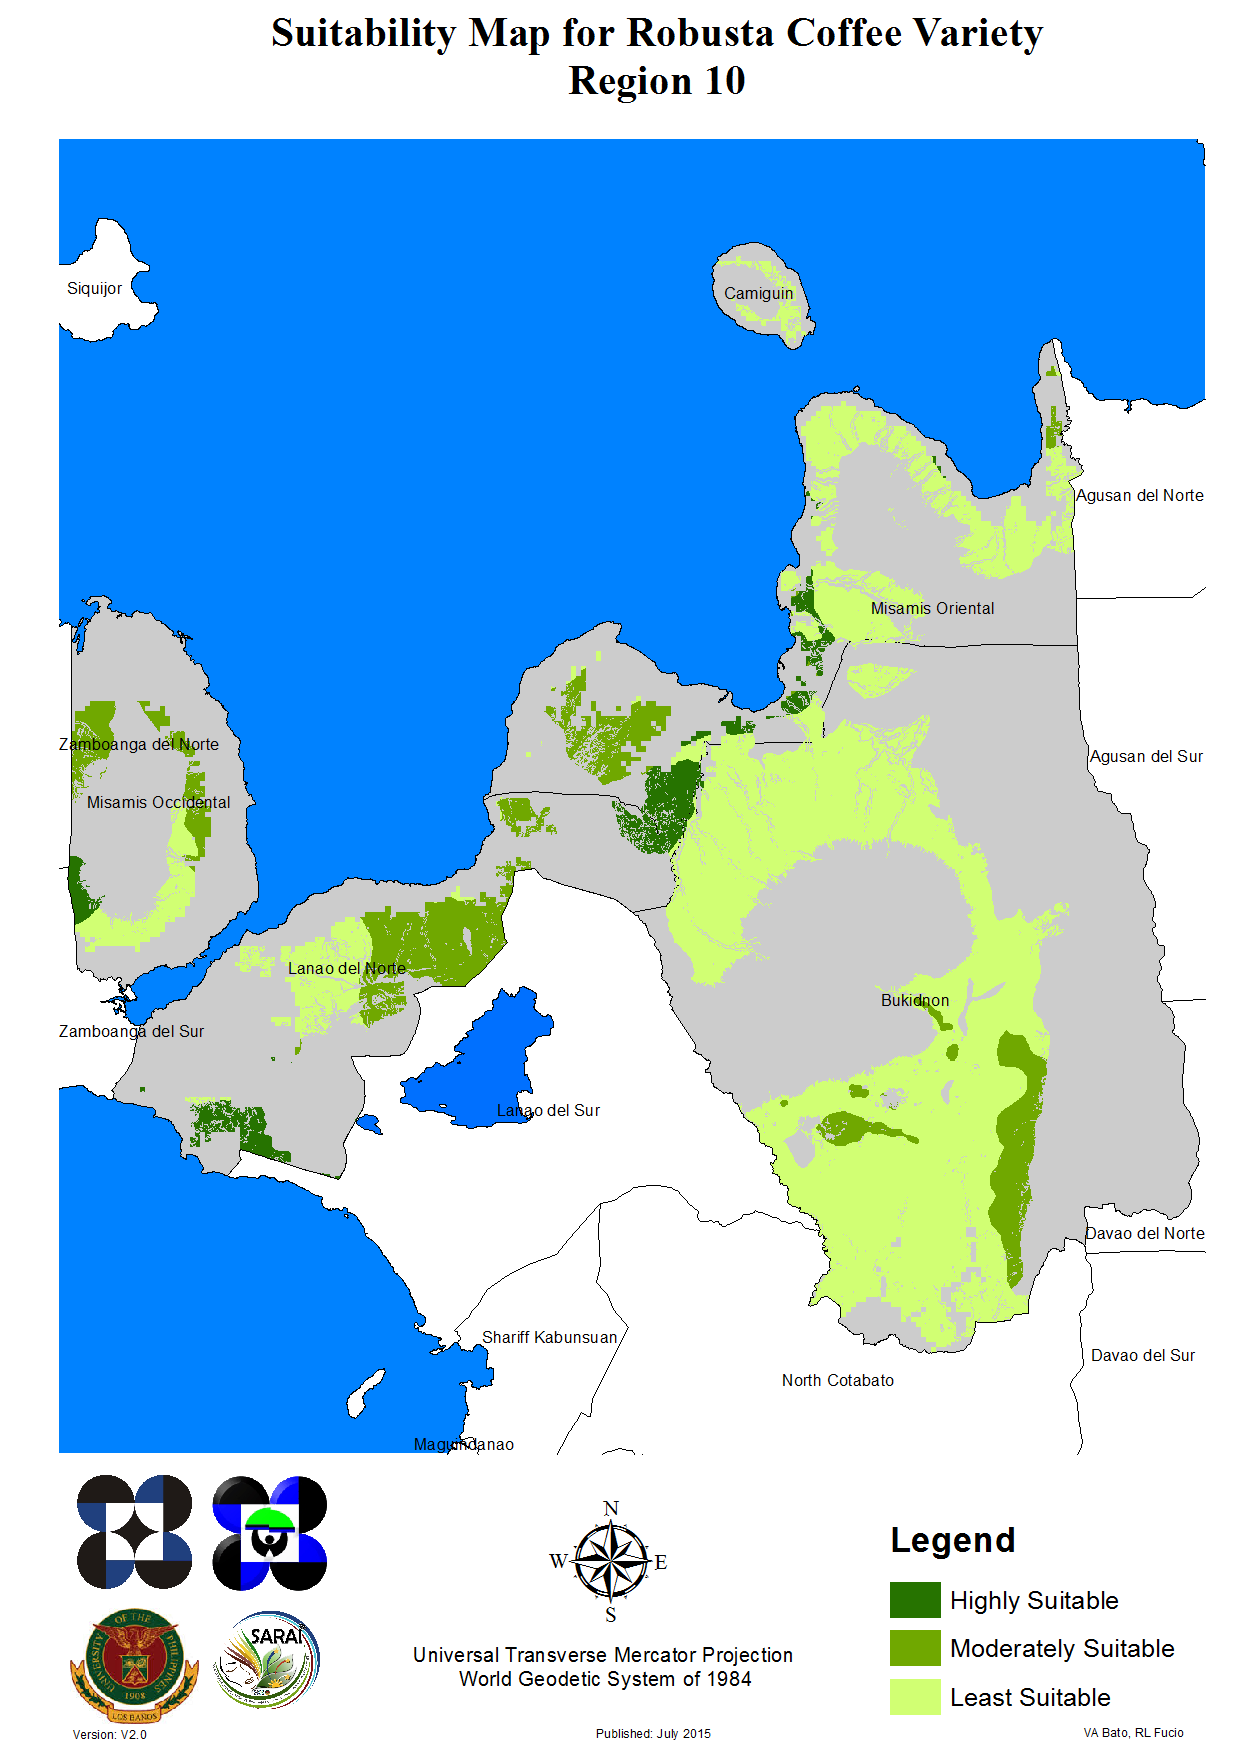 Suitability Map for Robusta Coffee Variety
Region 10
Siquijor
Camiguin
Agusan del Norte
Misamis Oriental
Zamboanga del Norte
Agusan del Sur
Misamis Occidental
Lanao del Norte
Bukidnon
Zamboanga del Sur
Lanao del Sur
Davao del Norte
Shariff Kabunsuan
Davao del Sur
North Cotabato
Maguindanao
N
W
E
S
Legend
Highly Suitable
Moderately Suitable
Least Suitable
UNIVERSITY OF THE PHILIPPINES
1908
LOS BAÑOS
SARAI
Universal Transverse Mercator Projection
World Geodetic System of 1984
Version: V2.0
Published: July 2015
VA Bato, RL Fucio